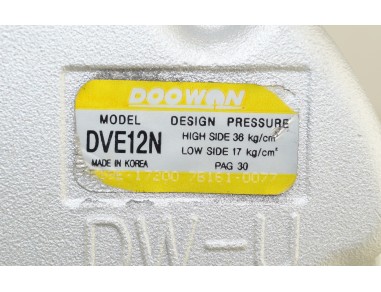 DOOWON
MODEL DESIGN PRESSURE
DVE12N HIGH SIDE 36 kg/cm²
LOW SIDE 17 kg/cm²
MADE IN KOREA PAG 30
DW-U